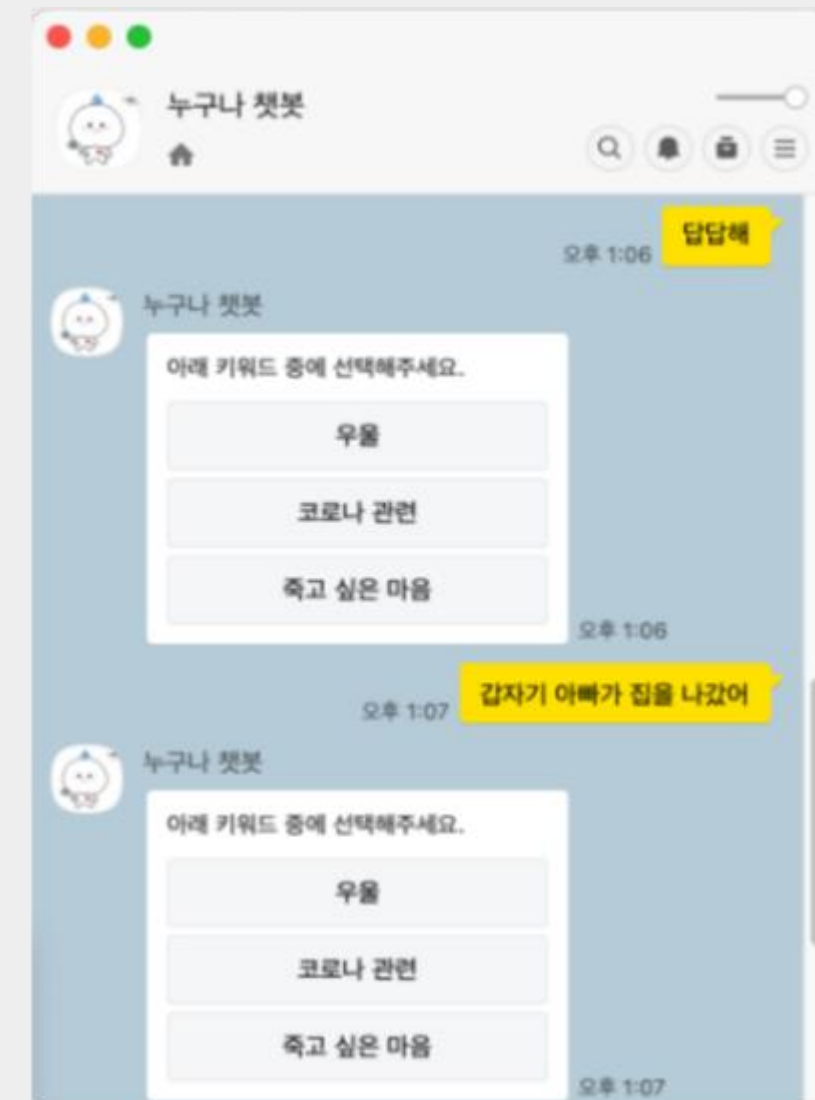 누구나 챗봇
답답해
오후 1:06
누구나 챗봇
아래 키워드 중에 선택해주세요.
우울
코로나 관련
죽고 싶은 마음
오후 1:06
갑자기 아빠가 집을 나갔어
오후 1:07
누구나 챗봇
아래 키워드 중에 선택해주세요.
우울
코로나 관련
죽고 싶은 마음
오후 1:07